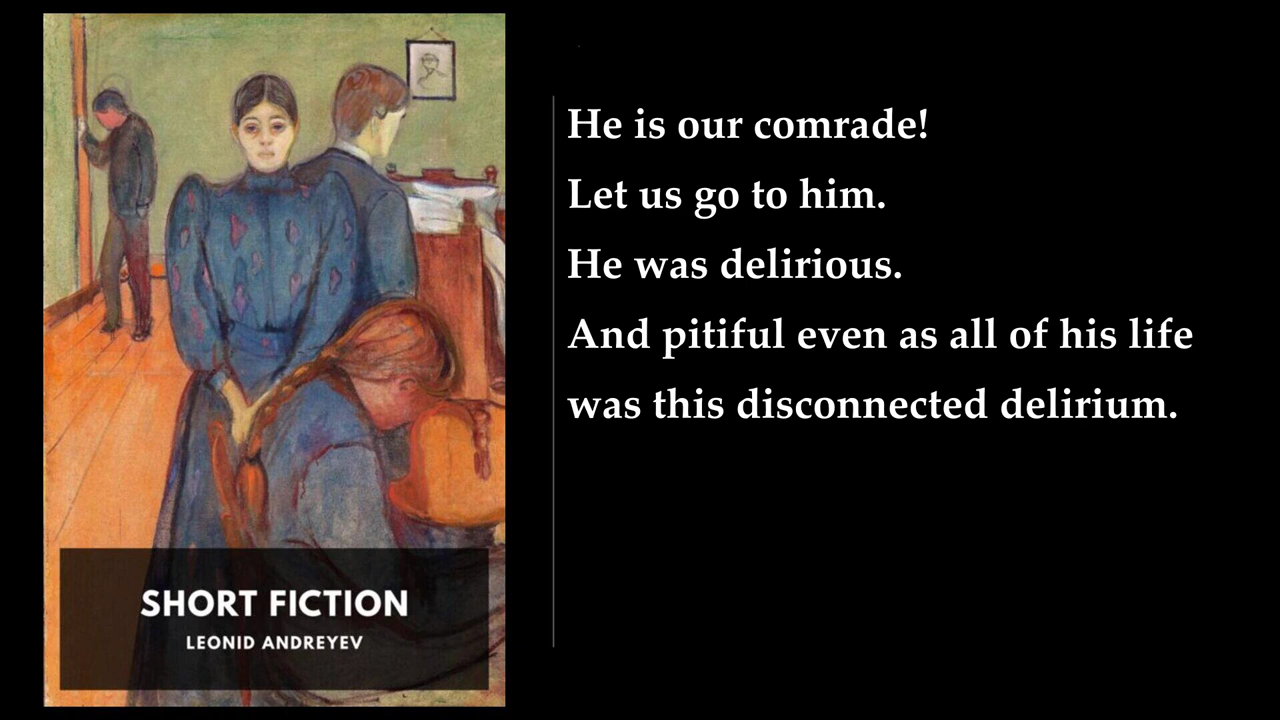 He is our comrade!
Let us go to him.
He was delirious.
And pitiful even as all of his life
was this disconnected delirium.
SHORT FICTION
LEONID ANDREYEV